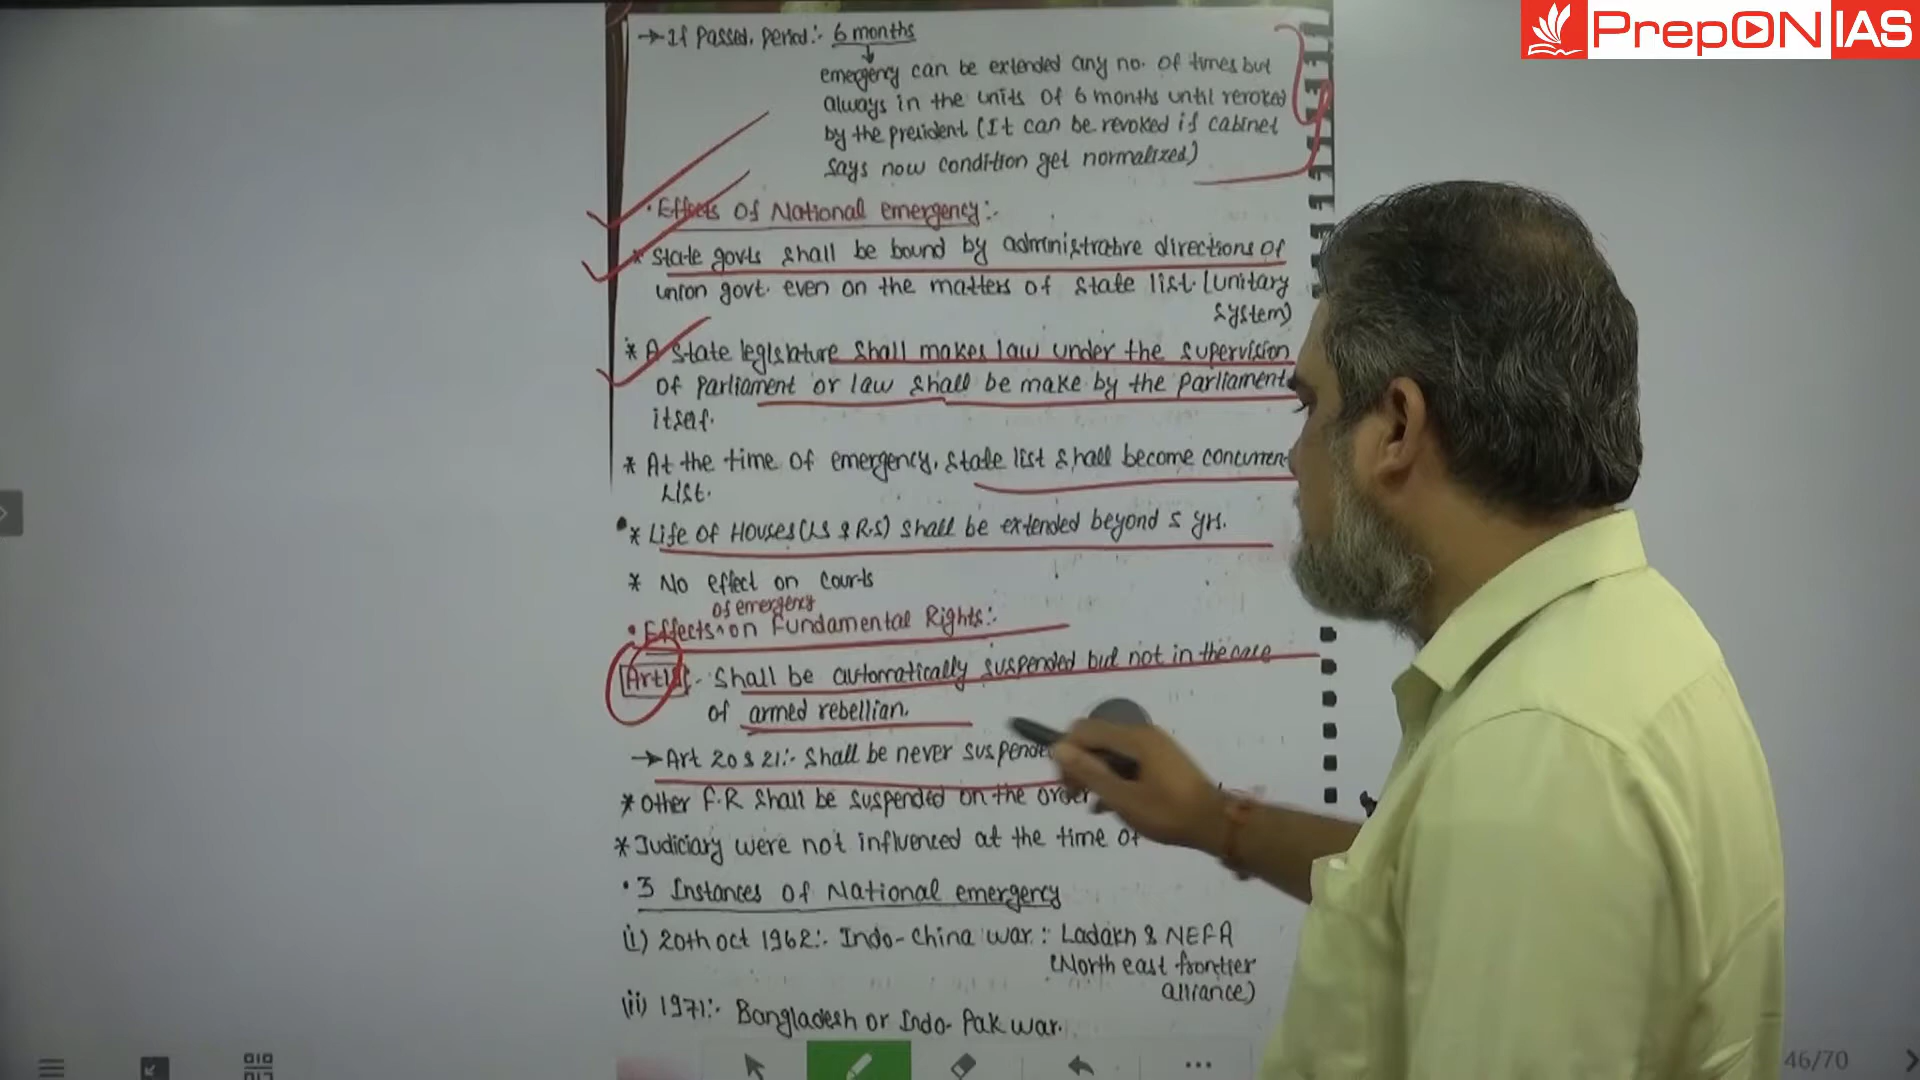 PrepON IAS
→ If Passed, Period:- 6 months
emergency can be extended any no. of times but
always in the units of 6 months until revoked
by the president (It can be revoked if cabinet
says now condition get normalized)
• Effects of National emergency:-
* State govts shall be bound by administrative directions of
union govt. even on the matters of state list. (unitary
system)
* A State legislature shall makes law under the supervision
of parliament or law shall be make by the parliament
itself.
* At the time of emergency, state list shall become concurren
List.
* Life of Houses (LS & R.S) shall be extended beyond 5 yrs.
* No effect on courts
of emergency
• Effects on Fundamental Rights:-
Shall be automatically suspended but not in the case
of armed rebellian.
→ Art 20 & 21:- Shall be never suspende
* Other F.R shall be suspended on the order
* Judiciary were not influenced at the time of
• 3 Instances of National emergency
(i) 20th oct 1962:- Indo-China war : Ladakh & NEFA
(North east frontier
alliance)
(ii) 1971:- Bangladesh or Indo-Pak war.
46/70